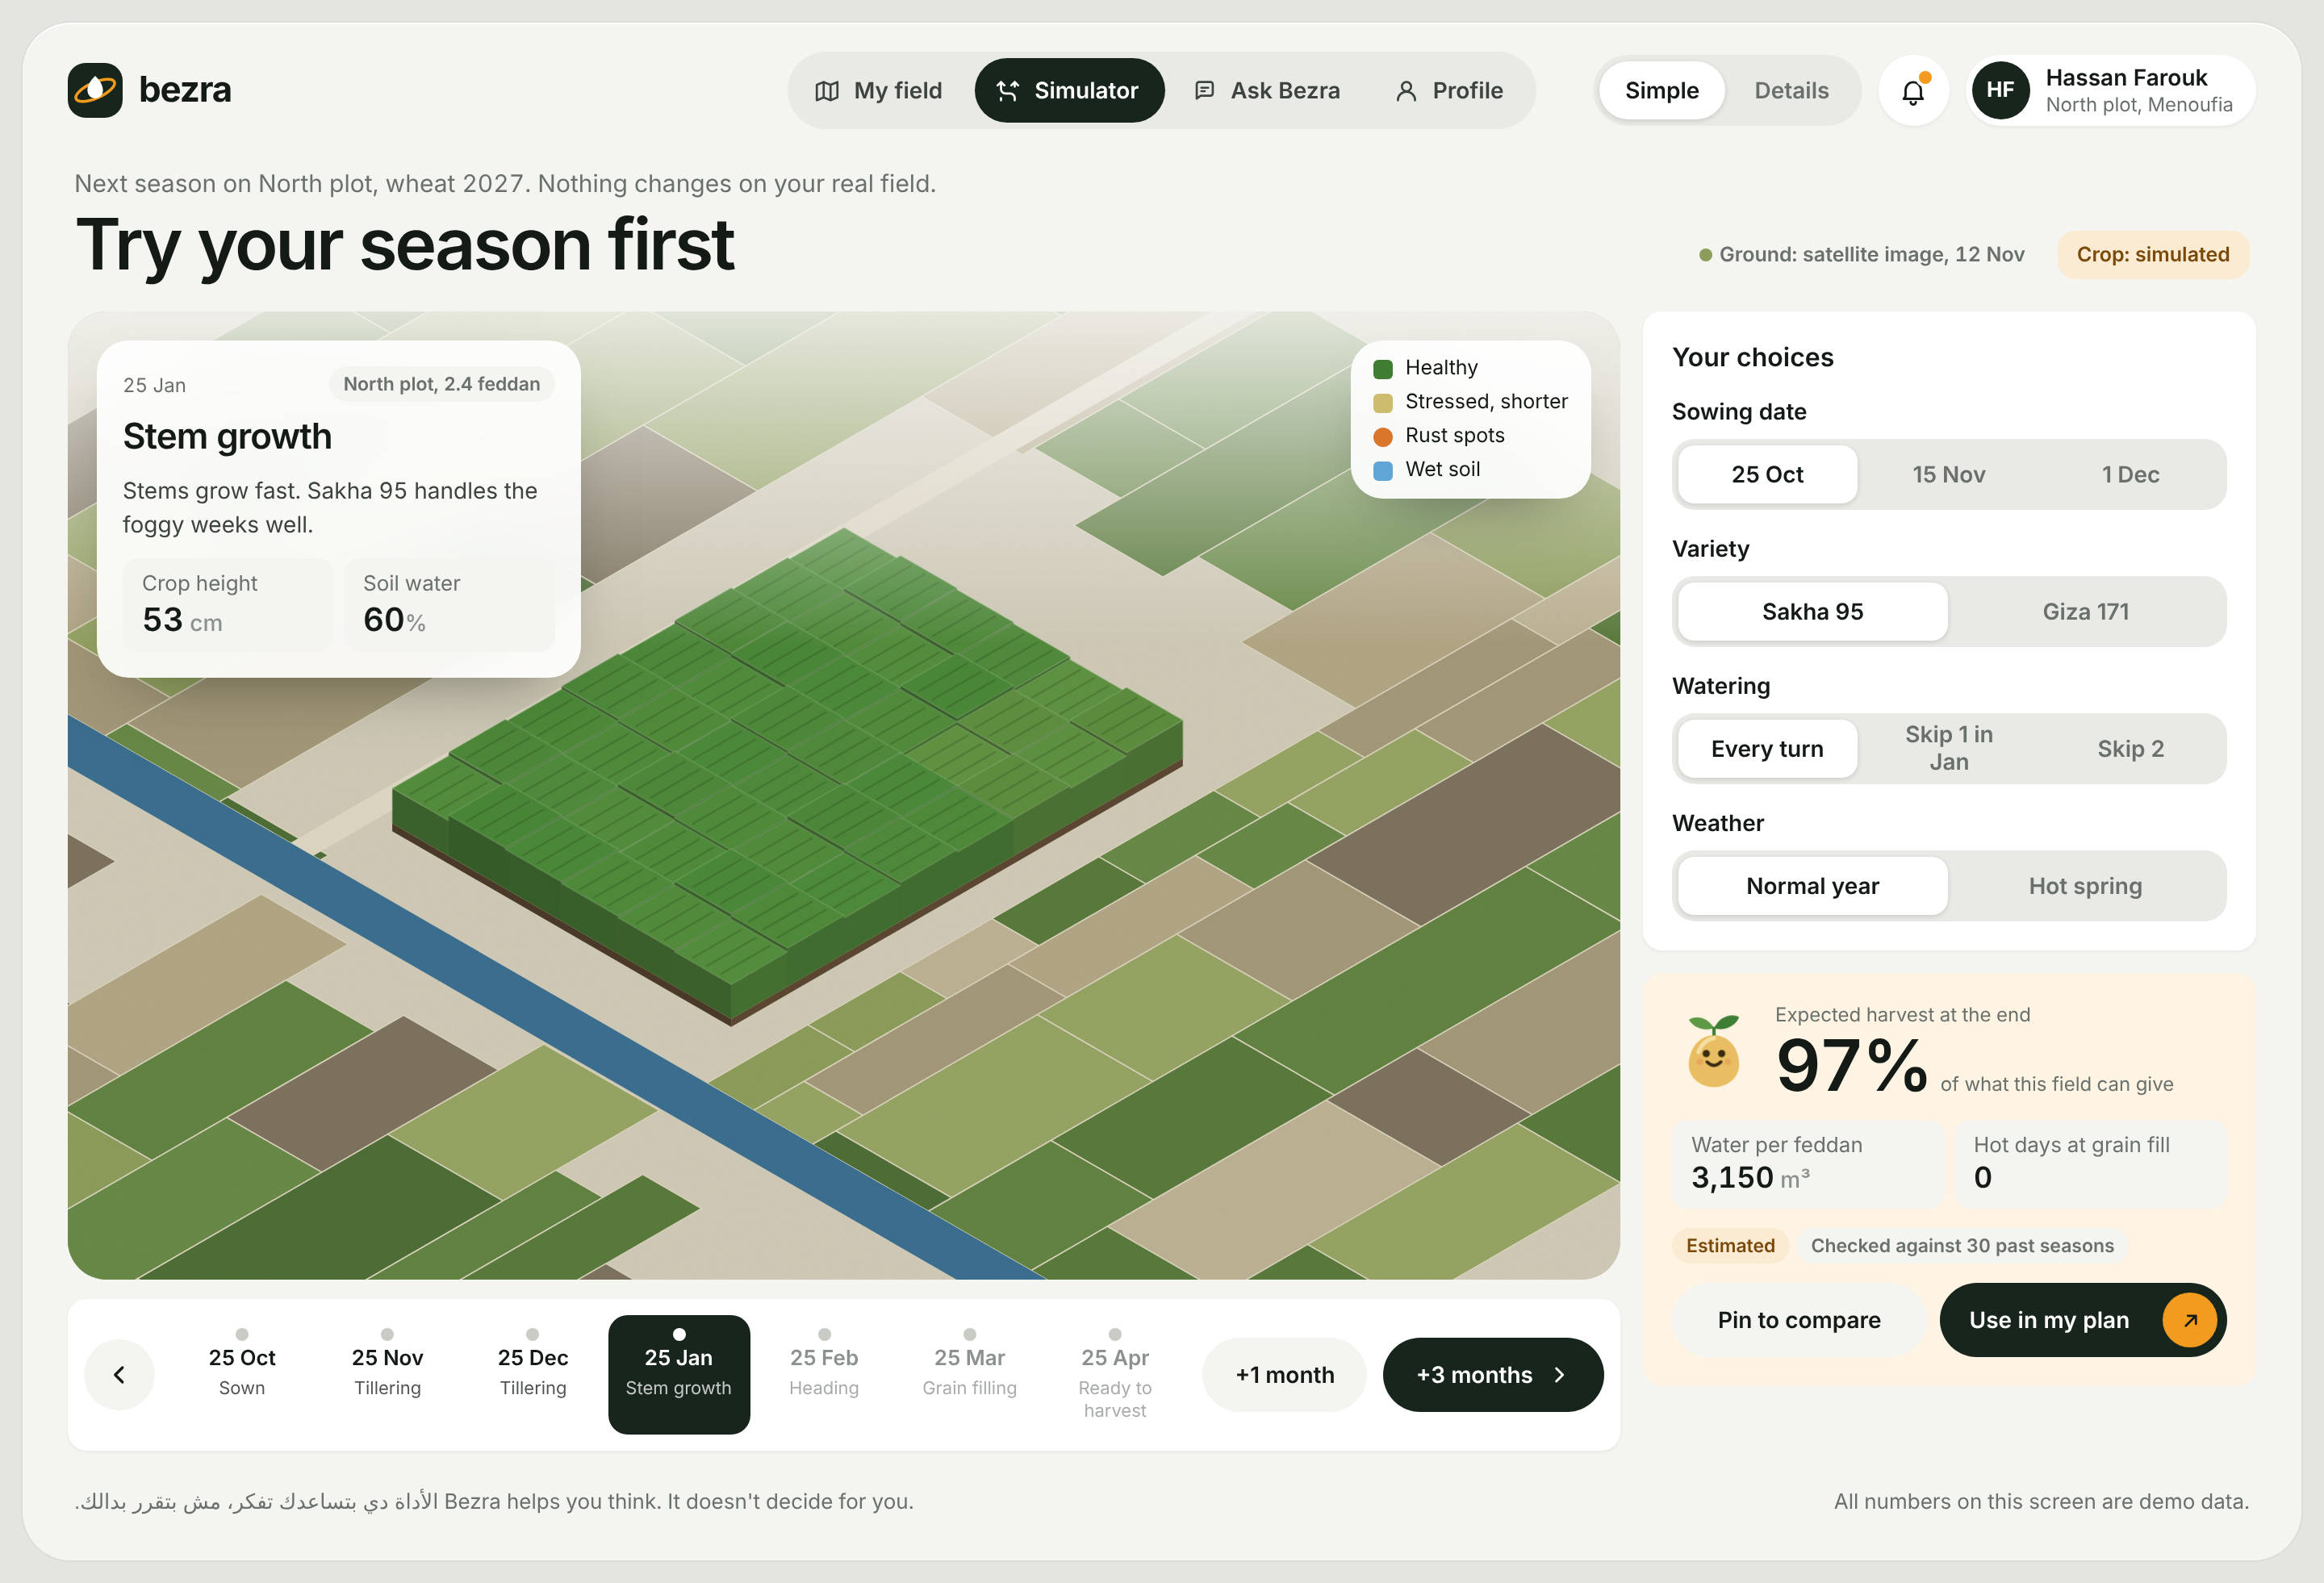 bezra
My field
Simulator
Ask Bezra
Profile
Simple
Details
HF
Hassan Farouk
North plot, Menoufia
Next season on North plot, wheat 2027. Nothing changes on your real field.
Try your season first
Ground: satellite image, 12 Nov
Crop: simulated
25 Jan
North plot, 2.4 feddan
Stem growth
Stems grow fast. Sakha 95 handles the
foggy weeks well.
Crop height
53 cm
Soil water
60%
Healthy
Stressed, shorter
Rust spots
Wet soil
Your choices
Sowing date
25 Oct
15 Nov
1 Dec
Variety
Sakha 95
Giza 171
Watering
Every turn
Skip 1 in
Jan
Skip 2
Weather
Normal year
Hot spring
Expected harvest at the end
97% of what this field can give
Water per feddan
3,150 m³
Hot days at grain fill
0
Estimated
Checked against 30 past seasons
Pin to compare
Use in my plan
25 Oct
Sown
25 Nov
Tillering
25 Dec
Tillering
25 Jan
Stem growth
25 Feb
Heading
25 Mar
Grain filling
25 Apr
Ready to
harvest
+1 month
+3 months
الأداة دي بتساعدك تفكر، مش بتقرر بدالك. Bezra helps you think. It doesn't decide for you.
All numbers on this screen are demo data.